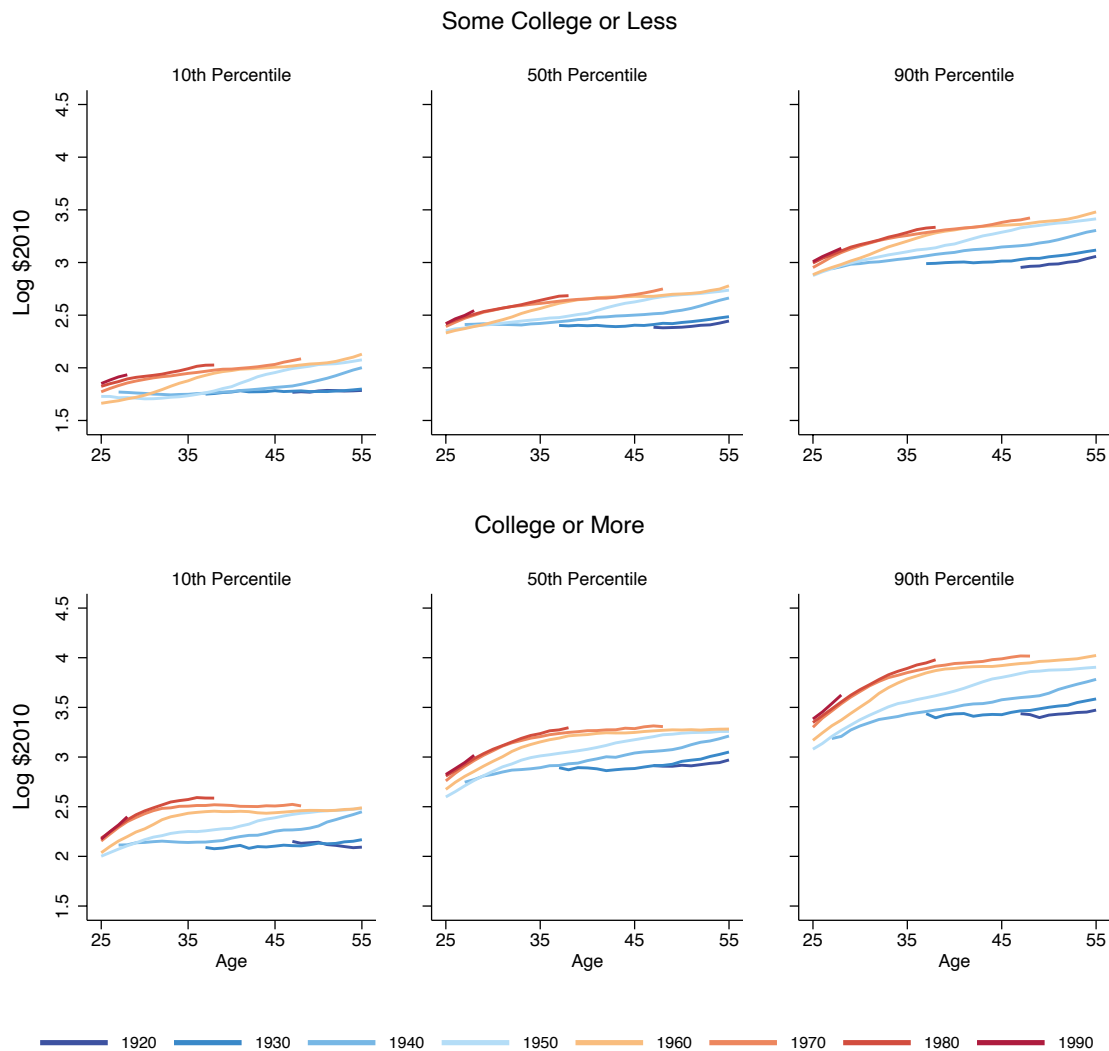 Some College or Less
10th Percentile 50th Percentile 90th Percentile
Log $2010
4.5
4
3.5
3
2.5
2
1.5
25 35 45 55 25 35 45 55 25 35 45 55
College or More
10th Percentile 50th Percentile 90th Percentile
Log $2010
4.5
4
3.5
3
2.5
2
1.5
25 35 45 55 25 35 45 55 25 35 45 55
Age Age Age
1920 1930 1940 1950 1960 1970 1980 1990